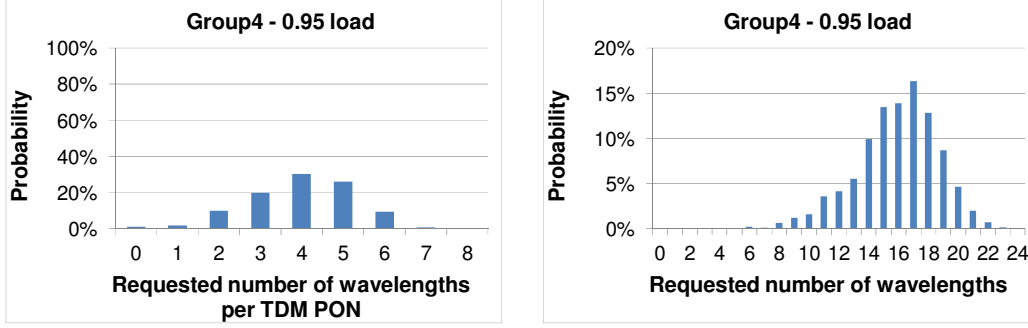 Group4 - 0.95 load
100%
80%
60%
40%
20%
0%
Probability
0 1 2 3 4 5 6 7 8
Requested number of wavelengths
per TDM PON
Group4 - 0.95 load
20%
15%
10%
5%
0%
Probability
0 2 4 6 8 10 12 14 16 18 20 22 24
Requested number of wavelengths